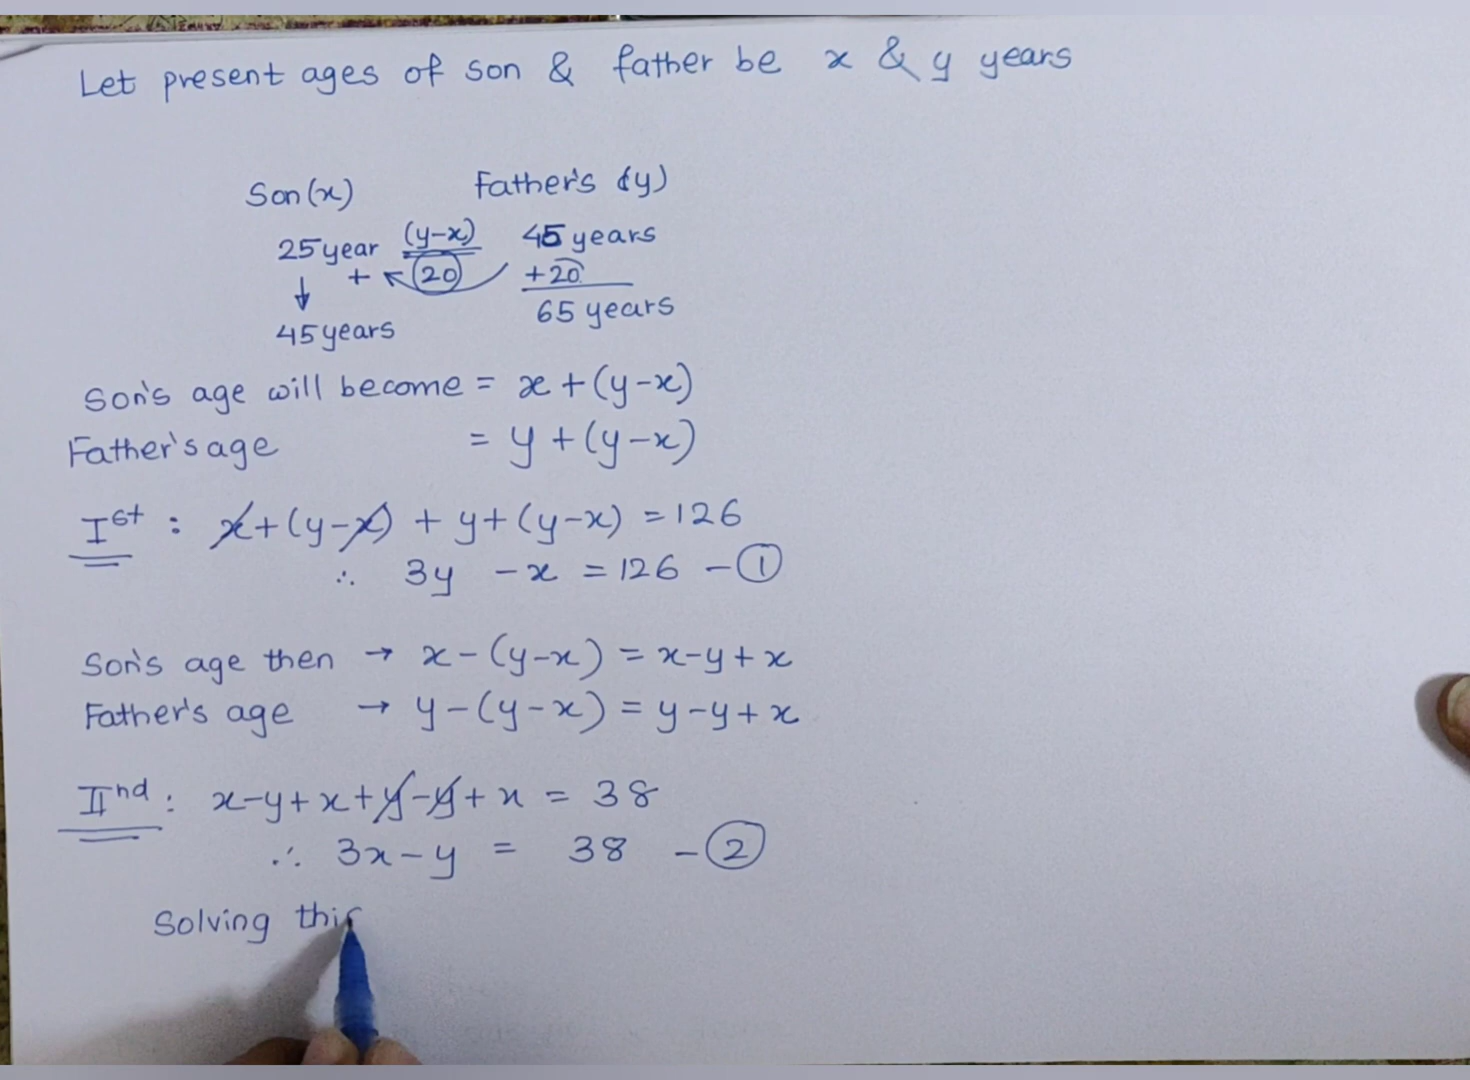 Let present ages of son & father be x & y years
Son(x) Father's (y)
25 year (y-x) 45 years
+ 20 +20
↓ 65 years
45 years
Son's age will become = x+(y-x)
Father's age = y+(y-x)
Ist : x+(y-x) + y+(y-x) = 126
∴ 3y - x = 126 - ①
Son's age then → x-(y-x) = x-y+x
Father's age → y-(y-x) = y-y+x
IInd : x-y+x+y-y+x = 38
∴ 3x-y = 38 - ②
Solving this